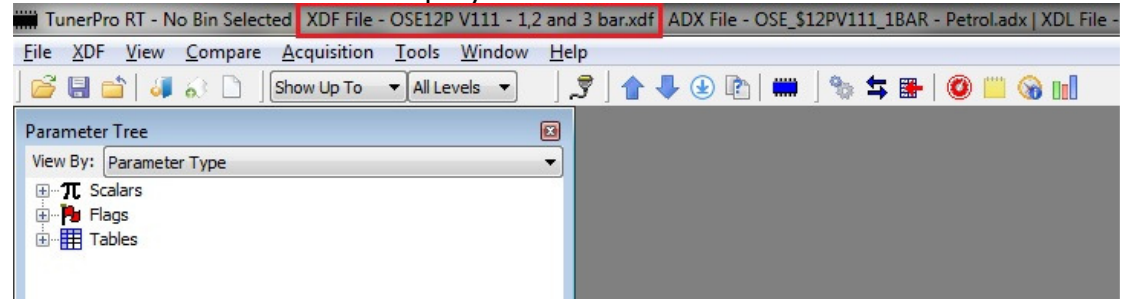 TunerPro RT - No Bin Selected XDF File - OSE12P V111 - 1,2 and 3 bar.xdf ADX File - OSE_$12PV111_1BAR - Petrol.adx | XDL File -
File XDF View Compare Acquisition Tools Window Help
Show Up To All Levels
Parameter Tree
View By: Parameter Type
π Scalars
Flags
Tables